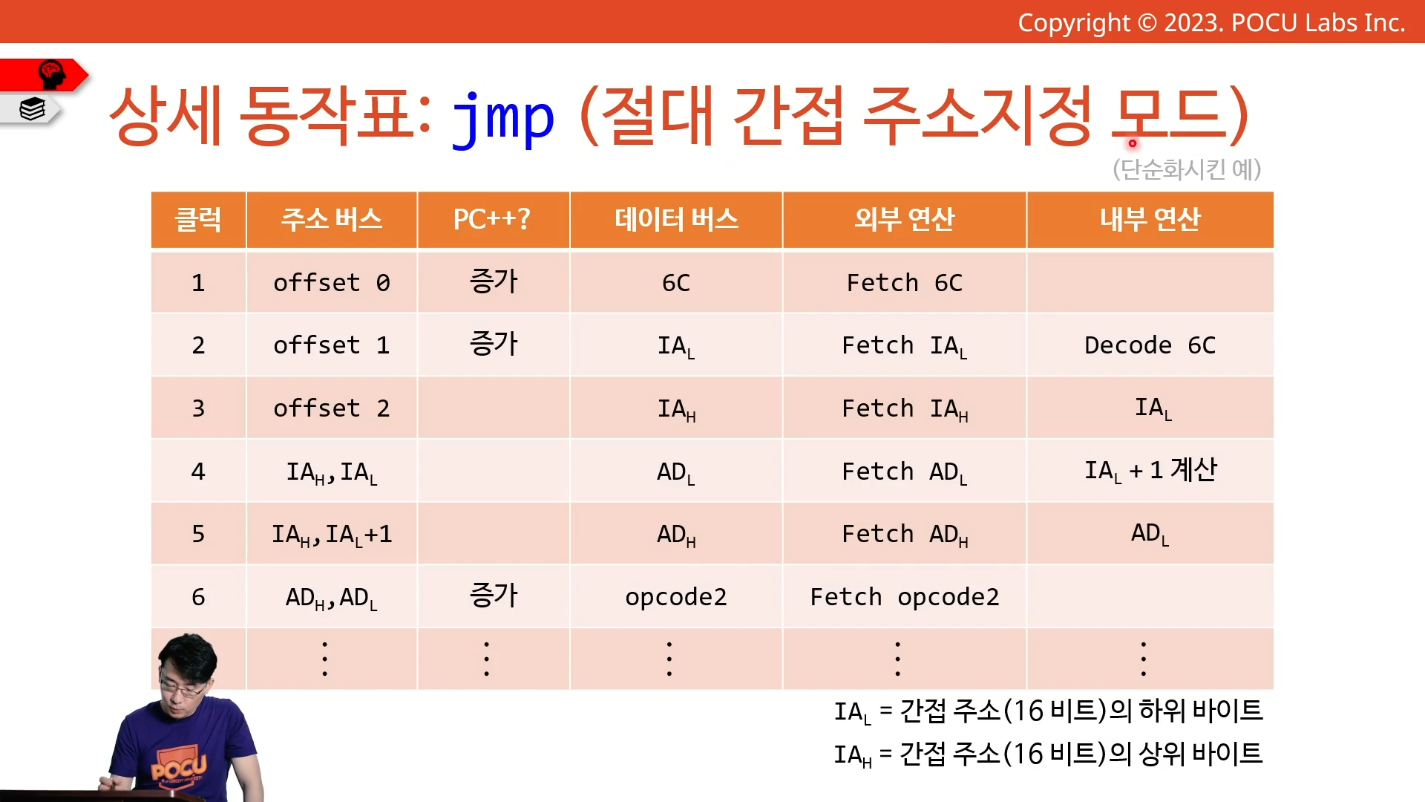 Copyright © 2023. POCU Labs Inc.
상세 동작표: jmp (절대 간접 주소지정 모드)
(단순화시킨 예)
클럭 주소 버스 PC++? 데이터 버스 외부 연산 내부 연산
1 offset 0 증가 6C Fetch 6C
2 offset 1 증가 IAL Fetch IAL Decode 6C
3 offset 2 IAH Fetch IAH IAL
4 IAH,IAL ADL Fetch ADL IAL + 1 계산
5 IAH,IAL+1 ADH Fetch ADH ADL
6 ADH,ADL 증가 opcode2 Fetch opcode2
⋮ ⋮ ⋮ ⋮ ⋮
IAL = 간접 주소(16 비트)의 하위 바이트
IAH = 간접 주소(16 비트)의 상위 바이트
POCU